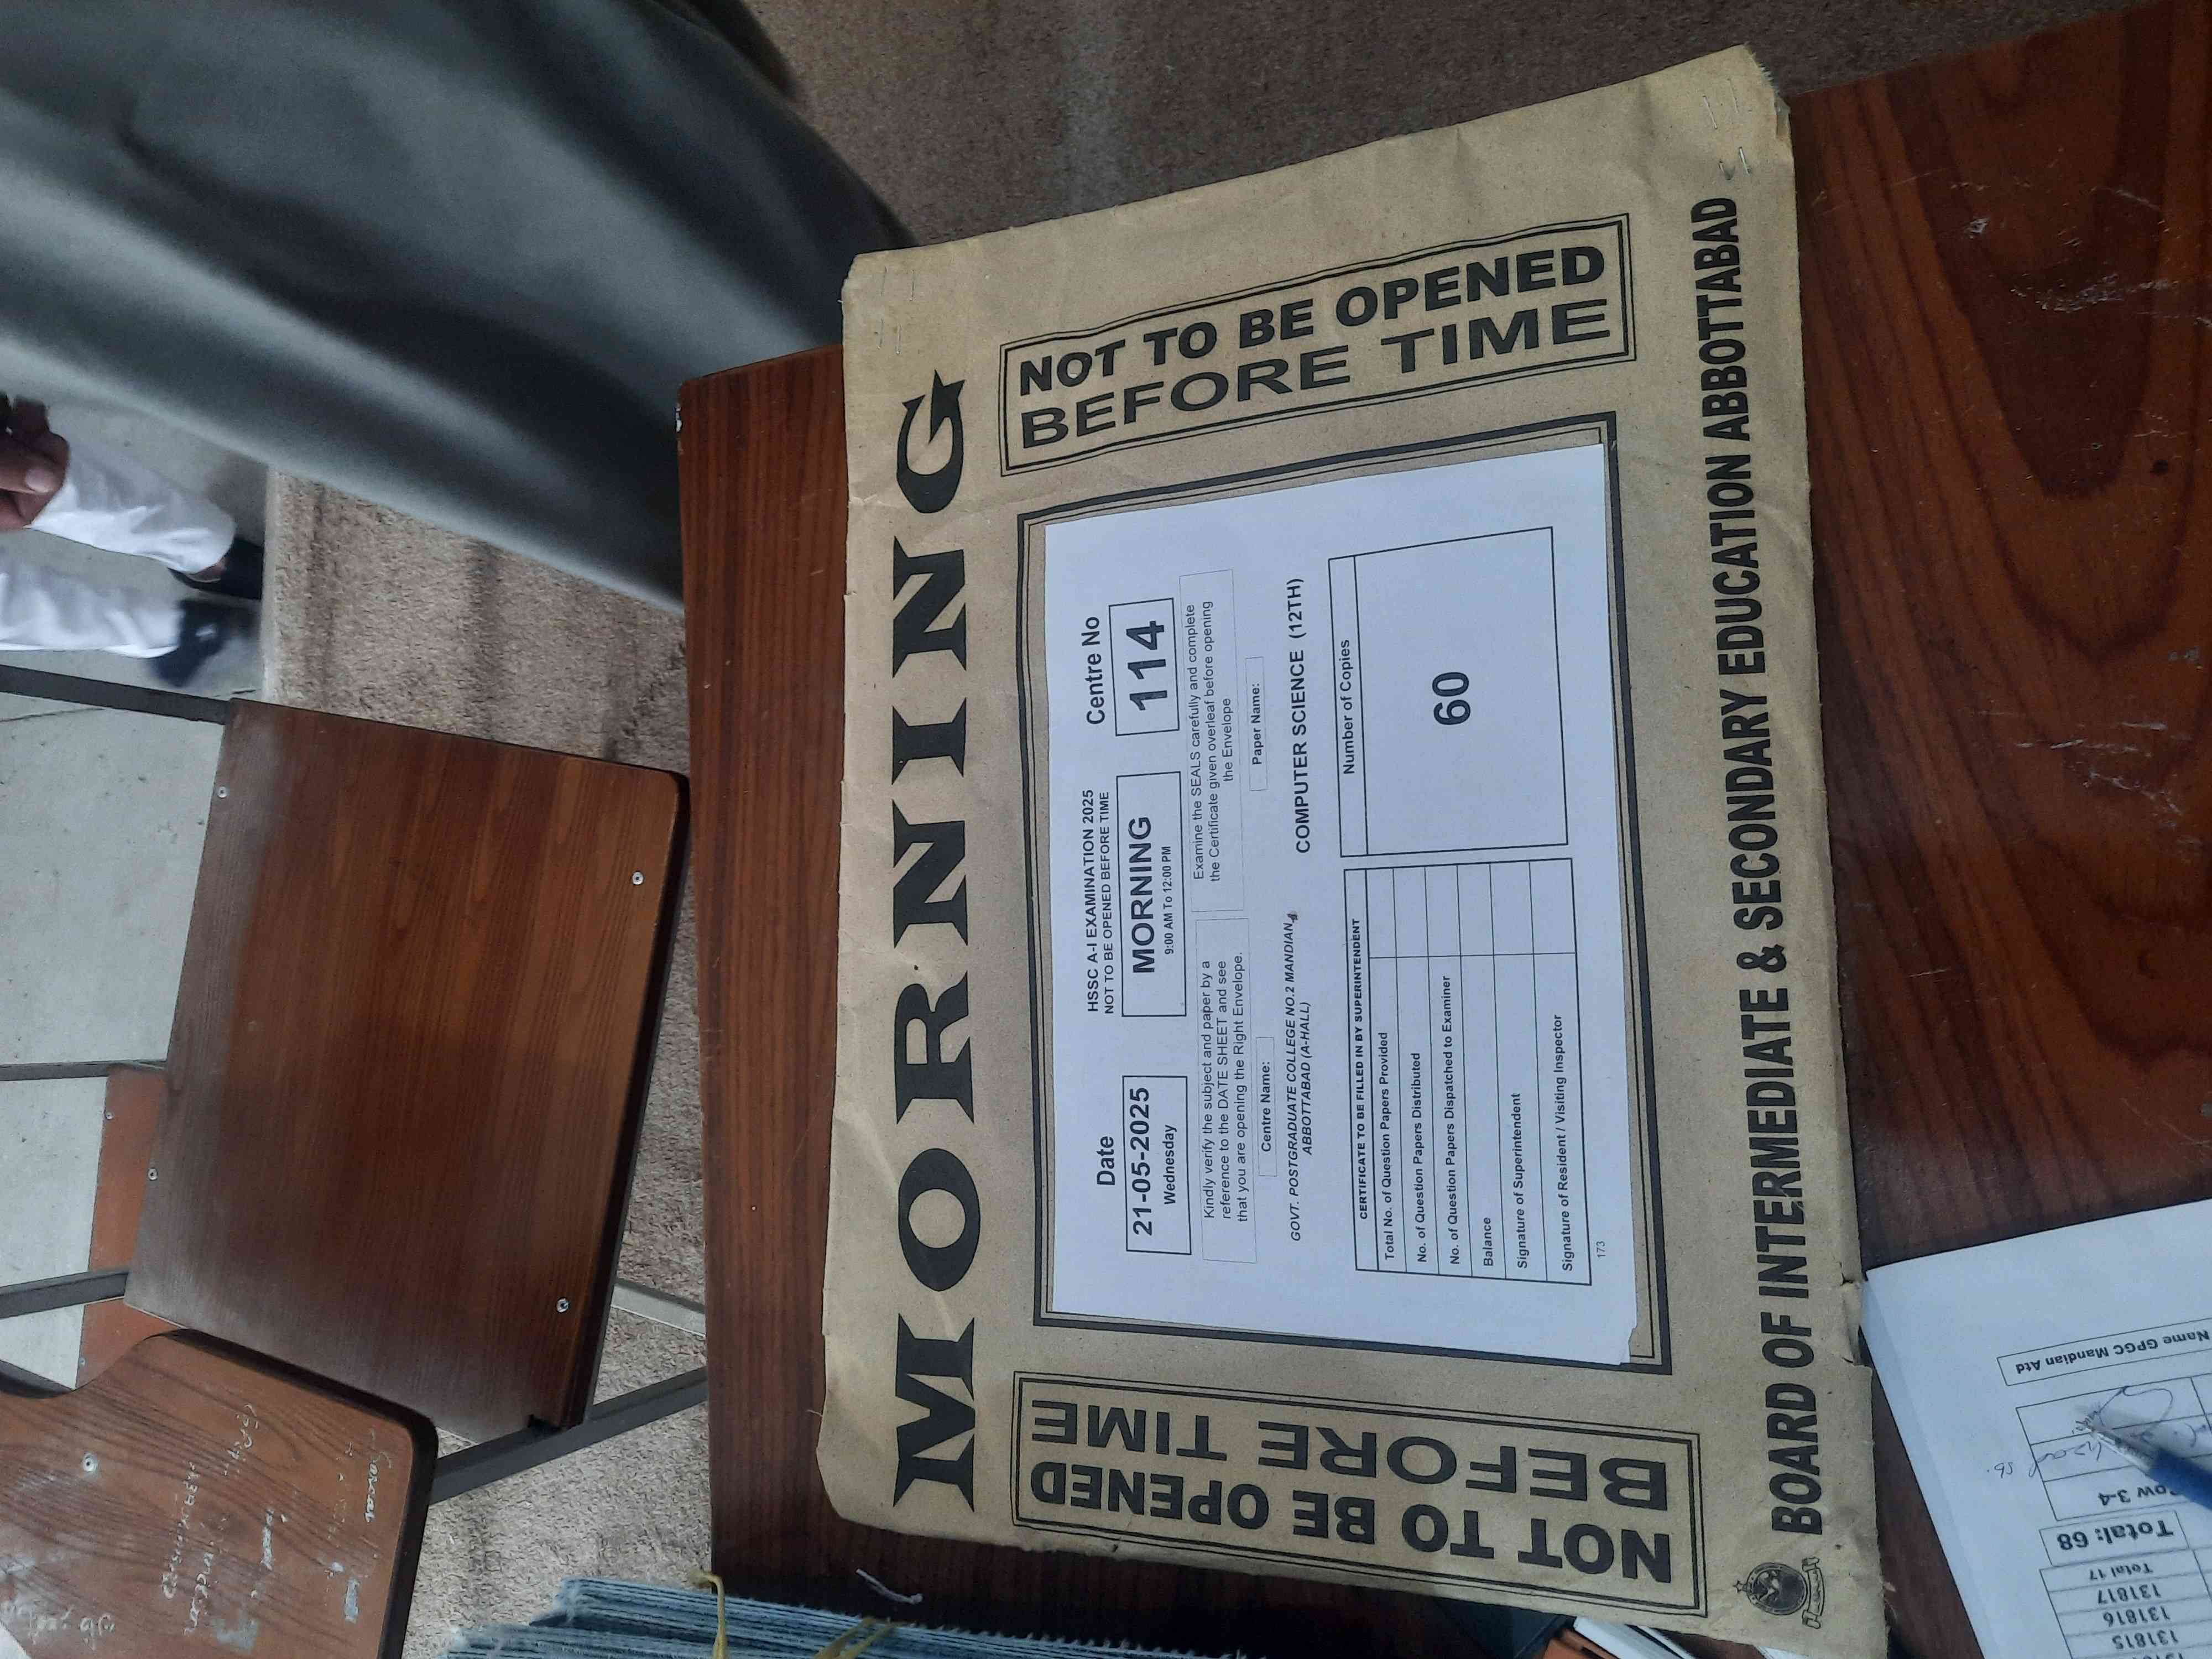 MORNING
NOT TO BE OPENED
BEFORE TIME
NOT TO BE OPENED
BEFORE TIME
HSSC A-I EXAMINATION 2025
NOT TO BE OPENED BEFORE TIME
Date
21-05-2025
Wednesday
MORNING
9:00 AM To 12:00 PM
Centre No
114
Kindly verify the subject and paper by a
reference to the DATE SHEET and see
that you are opening the Right Envelope.
Examine the SEALS carefully and complete
the Certificate given overleaf before opening
the Envelope
Centre Name:
GOVT. POSTGRADUATE COLLEGE NO.2 MANDIAN,
ABBOTTABAD (A-HALL)
Paper Name:
COMPUTER SCIENCE (12TH)
CERTIFICATE TO BE FILLED IN BY SUPERINTENDENT
Total No. of Question Papers Provided
No. of Question Papers Distributed
No. of Question Papers Dispatched to Examiner
Balance
Signature of Superintendent
Signature of Resident / Visiting Inspector
Number of Copies
60
173
BOARD OF INTERMEDIATE & SECONDARY EDUCATION ABBOTTABAD
Name GPGC Mandian Atd
Row 3-4
Total: 68
Total 17
131817
131816
131815